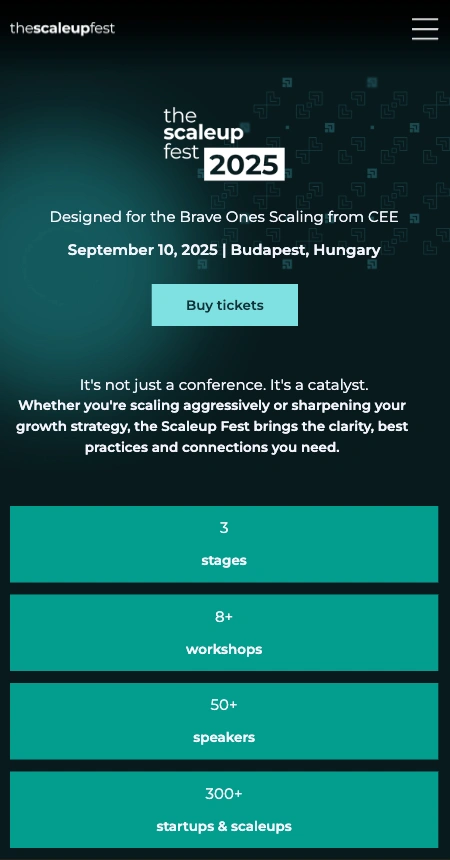 thescaleupfest
the
scaleup
fest 2025
Designed for the Brave Ones Scaling from CEE
September 10, 2025 | Budapest, Hungary
Buy tickets
It's not just a conference. It's a catalyst.
Whether you're scaling aggressively or sharpening your
growth strategy, the Scaleup Fest brings the clarity, best
practices and connections you need.
3
stages
8+
workshops
50+
speakers
300+
startups & scaleups